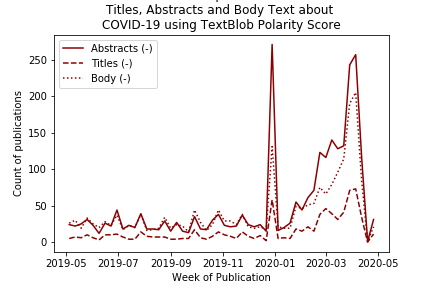 Titles, Abstracts and Body Text about
COVID-19 using TextBlob Polarity Score
Abstracts (-)
Titles (-)
Body (-)
Count of publications
250
200
150
100
50
0
2019-05 2019-07 2019-09 2019-11 2020-01 2020-03 2020-05
Week of Publication